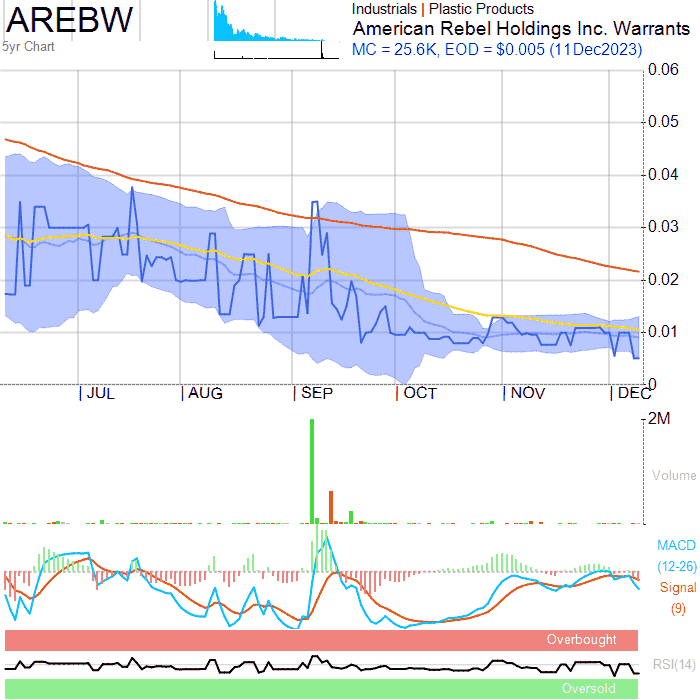 AREBW
5yr Chart
Industrials | Plastic Products
American Rebel Holdings Inc. Warrants
MC = 25.6K, EOD = $0.005 (11Dec2023)
0.06
0.05
0.04
0.03
0.02
0.01
0
JUL AUG SEP OCT NOV DEC
2M
Volume
MACD
(12-26)
Signal
(9)
Overbought
RSI(14)
Oversold